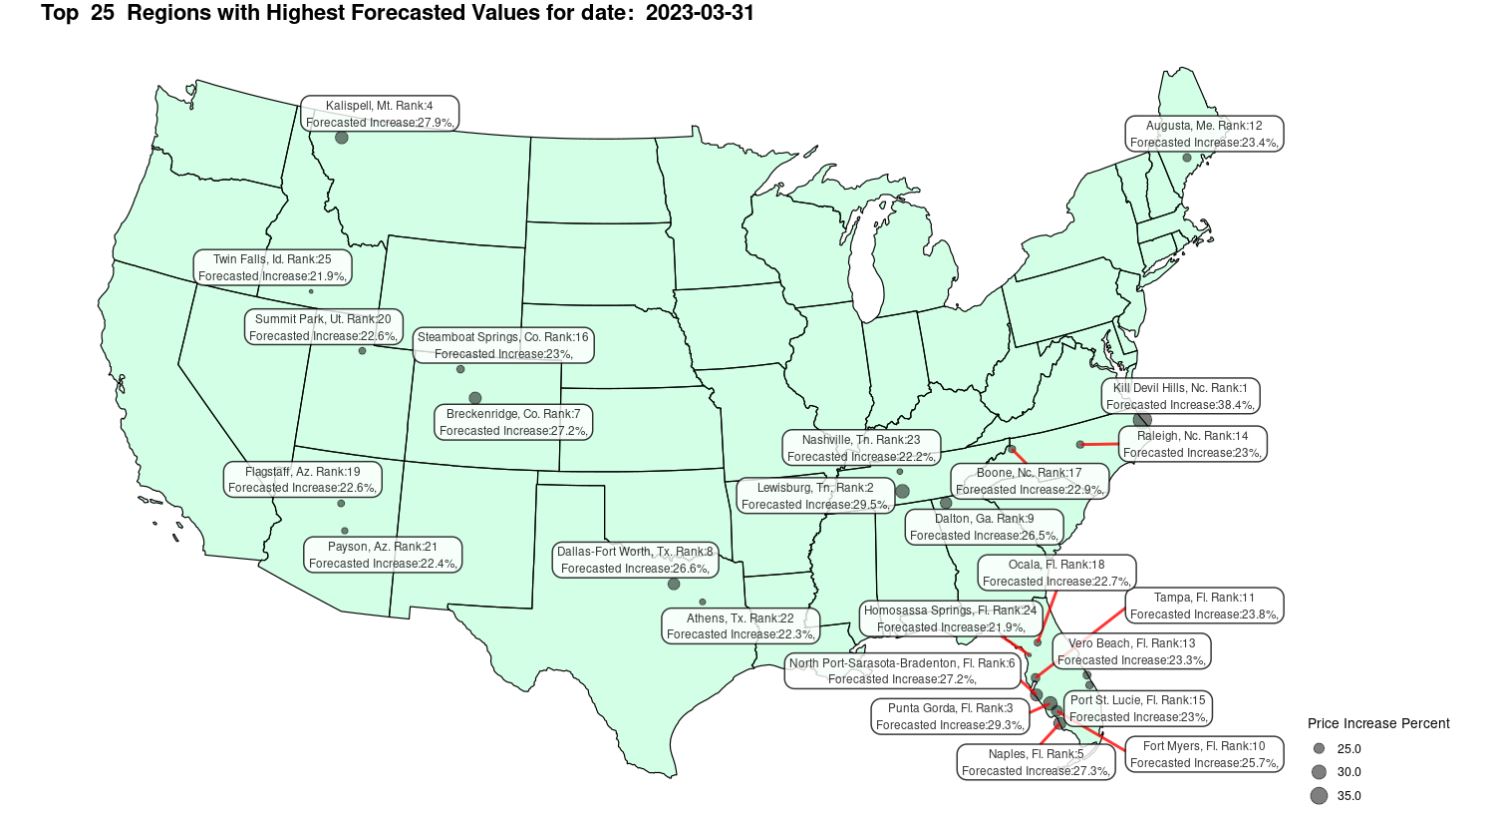 Top 25 Regions with Highest Forecasted Values for date: 2023-03-31
Kalispell, Mt. Rank:4
Forecasted Increase:27.9%,
Augusta, Me. Rank:12
Forecasted Increase:23.4%,
Twin Falls, Id. Rank:25
Forecasted Increase:21.9%,
Summit Park, Ut. Rank:20
Forecasted Increase:22.6%,
Steamboat Springs, Co. Rank:16
Forecasted Increase:23%,
Breckenridge, Co. Rank:7
Forecasted Increase:27.2%,
Kill Devil Hills, Nc. Rank:1
Forecasted Increase:38.4%,
Nashville, Tn. Rank:23
Forecasted Increase:22.2%,
Raleigh, Nc. Rank:14
Forecasted Increase:23%,
Flagstaff, Az. Rank:19
Forecasted Increase:22.6%,
Boone, Nc. Rank:17
Forecasted Increase:22.9%,
Lewisburg, Tn. Rank:2
Forecasted Increase:29.5%,
Dalton, Ga. Rank:9
Forecasted Increase:26.5%,
Payson, Az. Rank:21
Forecasted Increase:22.4%,
Dallas-Fort Worth, Tx. Rank:8
Forecasted Increase:26.6%,
Ocala, Fl. Rank:18
Forecasted Increase:22.7%,
Tampa, Fl. Rank:11
Forecasted Increase:23.8%,
Homosassa Springs, Fl. Rank:24
Forecasted Increase:21.9%,
Athens, Tx. Rank:22
Forecasted Increase:22.3%,
Vero Beach, Fl. Rank:13
Forecasted Increase:23.3%,
North Port-Sarasota-Bradenton, Fl. Rank:6
Forecasted Increase:27.2%,
Port St. Lucie, Fl. Rank:15
Forecasted Increase:23%,
Punta Gorda, Fl. Rank:3
Forecasted Increase:29.3%,
Naples, Fl. Rank:5
Forecasted Increase:27.3%,
Fort Myers, Fl. Rank:10
Forecasted Increase:25.7%,
Price Increase Percent
25.0
30.0
35.0